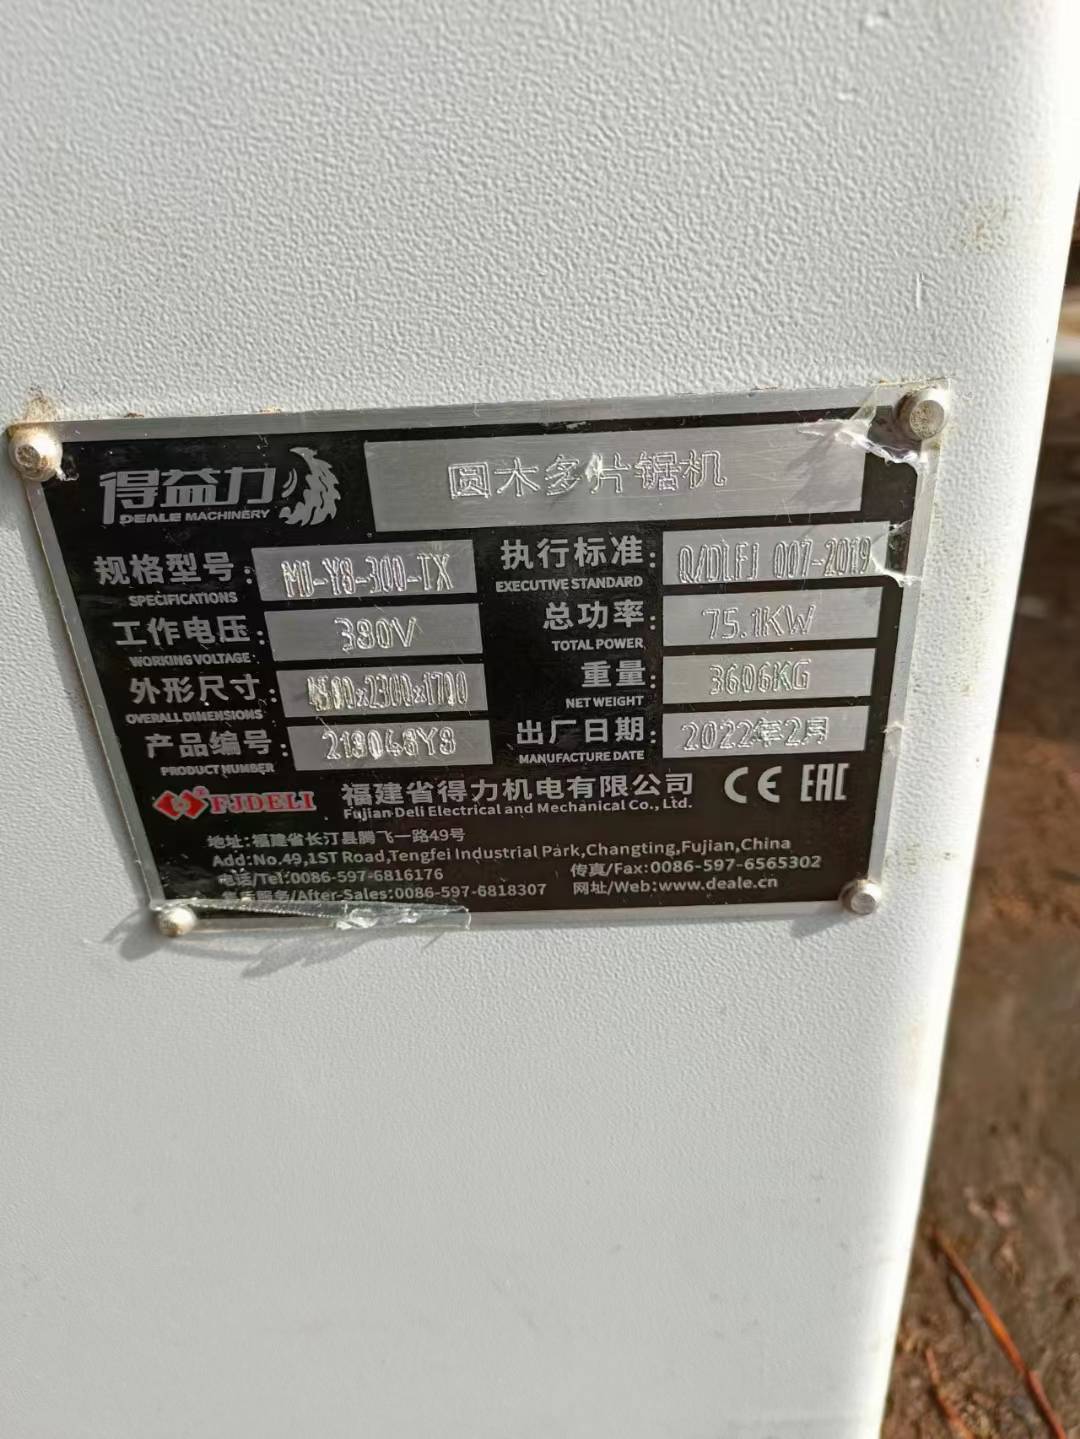 得益力
DEALE MACHINERY
圆木多片锯机
规格型号: MJ-Y8-300-TX
SPECIFICATIONS
执行标准: Q/DLFJ 007-2019
EXECUTIVE STANDARD
工作电压: 380V
WORKING VOLTAGE
总功率: 75.1KW
TOTAL POWER
外形尺寸:
OVERALL DIMENSIONS
重量: 3606KG
NET WEIGHT
产品编号: 218048Y8
PRODUCT NUMBER
出厂日期: 2022年2月
MANUFACTURE DATE
FJDELI 福建省得力机电有限公司 CE EAC
Fujian Deli Electrical and Mechanical Co., Ltd.
地址:福建省长汀县腾飞一路49号
Add:No.49,1ST Road,Tengfei Industrial Park,Changting,Fujian,China
电话/Tel:0086-597-6816176 传真/Fax:0086-597-6565302
售后服务/After-Sales:0086-597-6818307 网址/Web:www.deale.cn